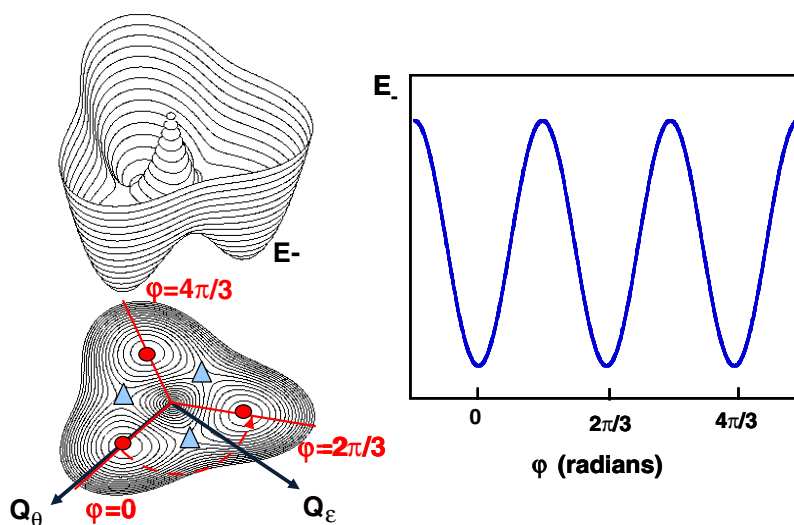 E-
φ=4π/3
φ=2π/3
φ=0
Qθ
Qε
E-
0
2π/3
4π/3
φ (radians)